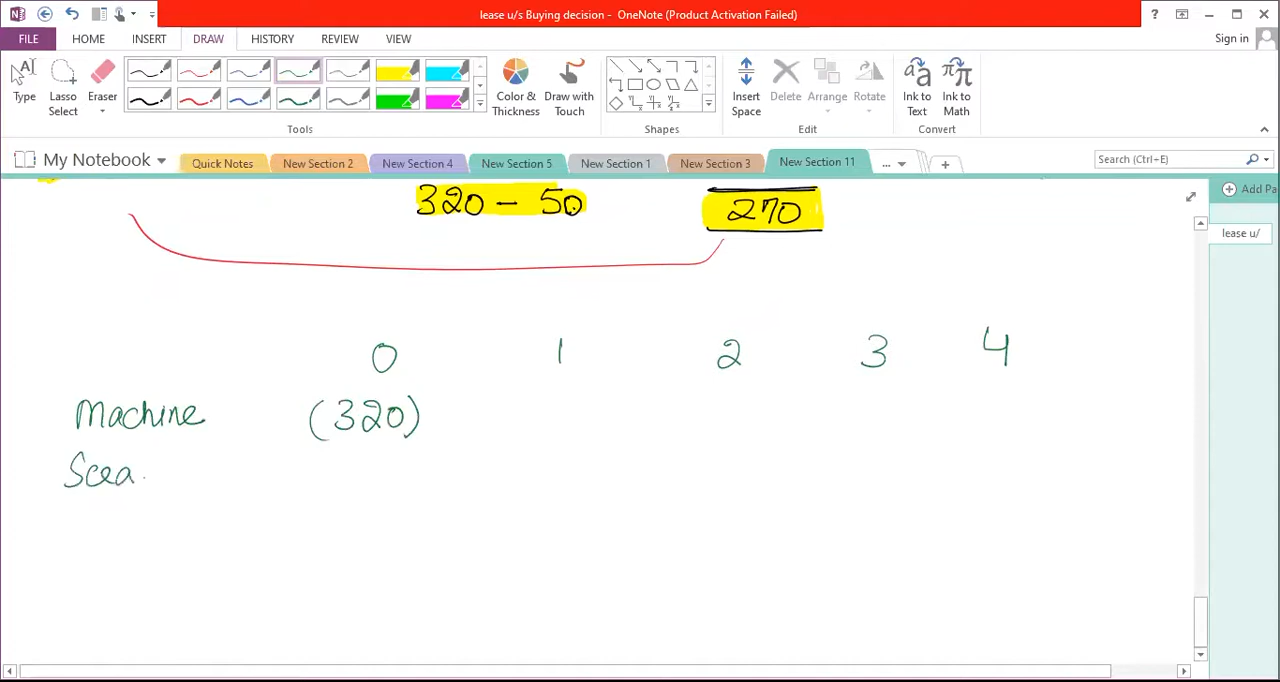 lease u/s Buying decision - OneNote (Product Activation Failed)
?
FILE HOME INSERT DRAW HISTORY REVIEW VIEW
Sign in
Type
Lasso Select
Eraser
Color & Thickness
Draw with Touch
Insert Space
Delete
Arrange
Rotate
Ink to Text
Ink to Math
Tools
Shapes
Edit
Convert
My Notebook
Quick Notes
New Section 2
New Section 4
New Section 5
New Section 1
New Section 3
New Section 11
...
Search (Ctrl+E)
Add Pa
lease u/
320 - 50
270
0 1 2 3 4
Machine (320)
Scra